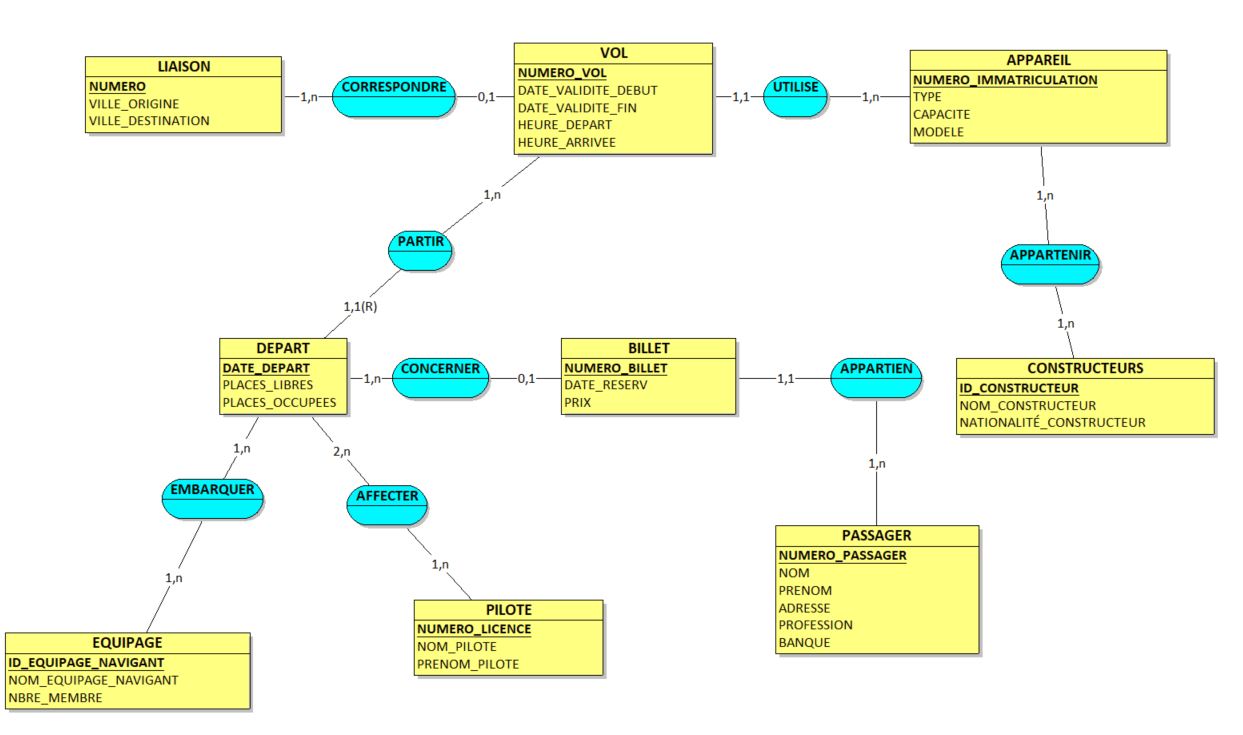 LIAISON
NUMERO
VILLE_ORIGINE
VILLE_DESTINATION
1,n
CORRESPONDRE
0,1
VOL
NUMERO_VOL
DATE_VALIDITE_DEBUT
DATE_VALIDITE_FIN
HEURE_DEPART
HEURE_ARRIVEE
1,1
UTILISE
1,n
APPAREIL
NUMERO_IMMATRICULATION
TYPE
CAPACITE
MODELE
1,n
PARTIR
1,1(R)
1,n
APPARTENIR
1,n
DEPART
DATE_DEPART
PLACES_LIBRES
PLACES_OCCUPEES
1,n
CONCERNER
0,1
BILLET
NUMERO_BILLET
DATE_RESERV
PRIX
1,1
APPARTIEN
CONSTRUCTEURS
ID_CONSTRUCTEUR
NOM_CONSTRUCTEUR
NATIONALITÉ_CONSTRUCTEUR
1,n
EMBARQUER
1,n
2,n
AFFECTER
1,n
1,n
PASSAGER
NUMERO_PASSAGER
NOM
PRENOM
ADRESSE
PROFESSION
BANQUE
EQUIPAGE
ID_EQUIPAGE_NAVIGANT
NOM_EQUIPAGE_NAVIGANT
NBRE_MEMBRE
PILOTE
NUMERO_LICENCE
NOM_PILOTE
PRENOM_PILOTE